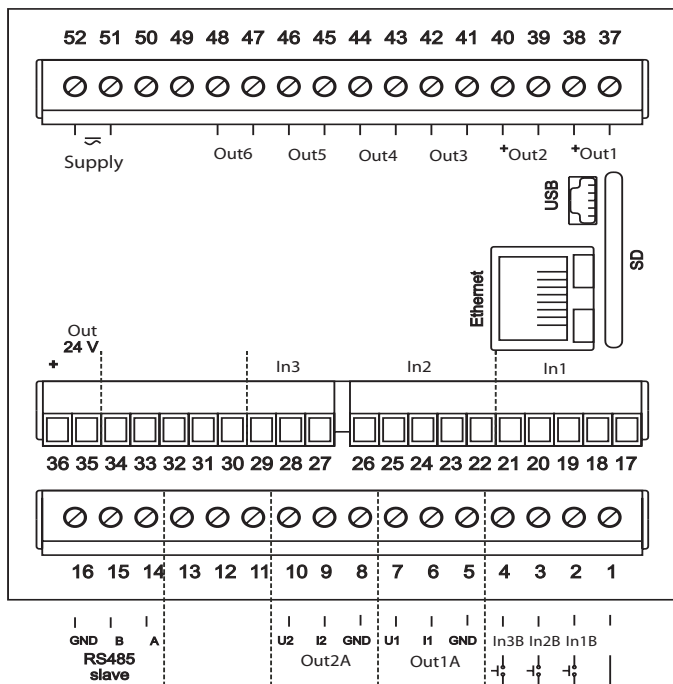 52 51 50 49 48 47 46 45 44 43 42 41 40 39 38 37
Supply Out6 Out5 Out4 Out3 +Out2 +Out1
USB
SD
Ethernet
Out
24 V
+
In3 In2 In1
36 35 34 33 32 31 30 29 28 27 26 25 24 23 22 21 20 19 18 17
16 15 14 13 12 11 10 9 8 7 6 5 4 3 2 1
GND B A U2 I2 GND U1 I1 GND In3B In2B In1B
RS485
slave
Out2A Out1A